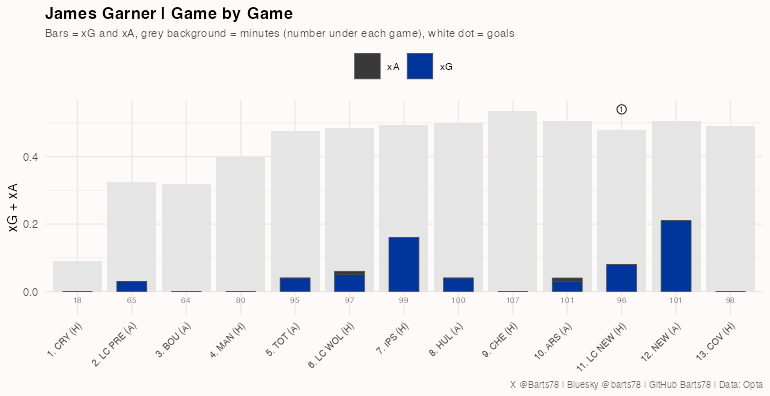 James Garner | Game by Game
Bars = xG and xA, grey background = minutes (number under each game), white dot = goals
xA xG
xG + xA
0.4
0.2
0.0
1
18 65 64 80 95 97 99 100 107 101 96 101 98
1. CRY (H) 2. LC PRE (A) 3. BOU (A) 4. MAN (H) 5. TOT (A) 6. LC WOL (H) 7. IPS (H) 8. HUL (A) 9. CHE (H) 10. ARS (A) 11. LC NEW (H) 12. NEW (A) 13. COV (H)
X @Barts78 | Bluesky @barts78 | GitHub Barts78 | Data: Opta